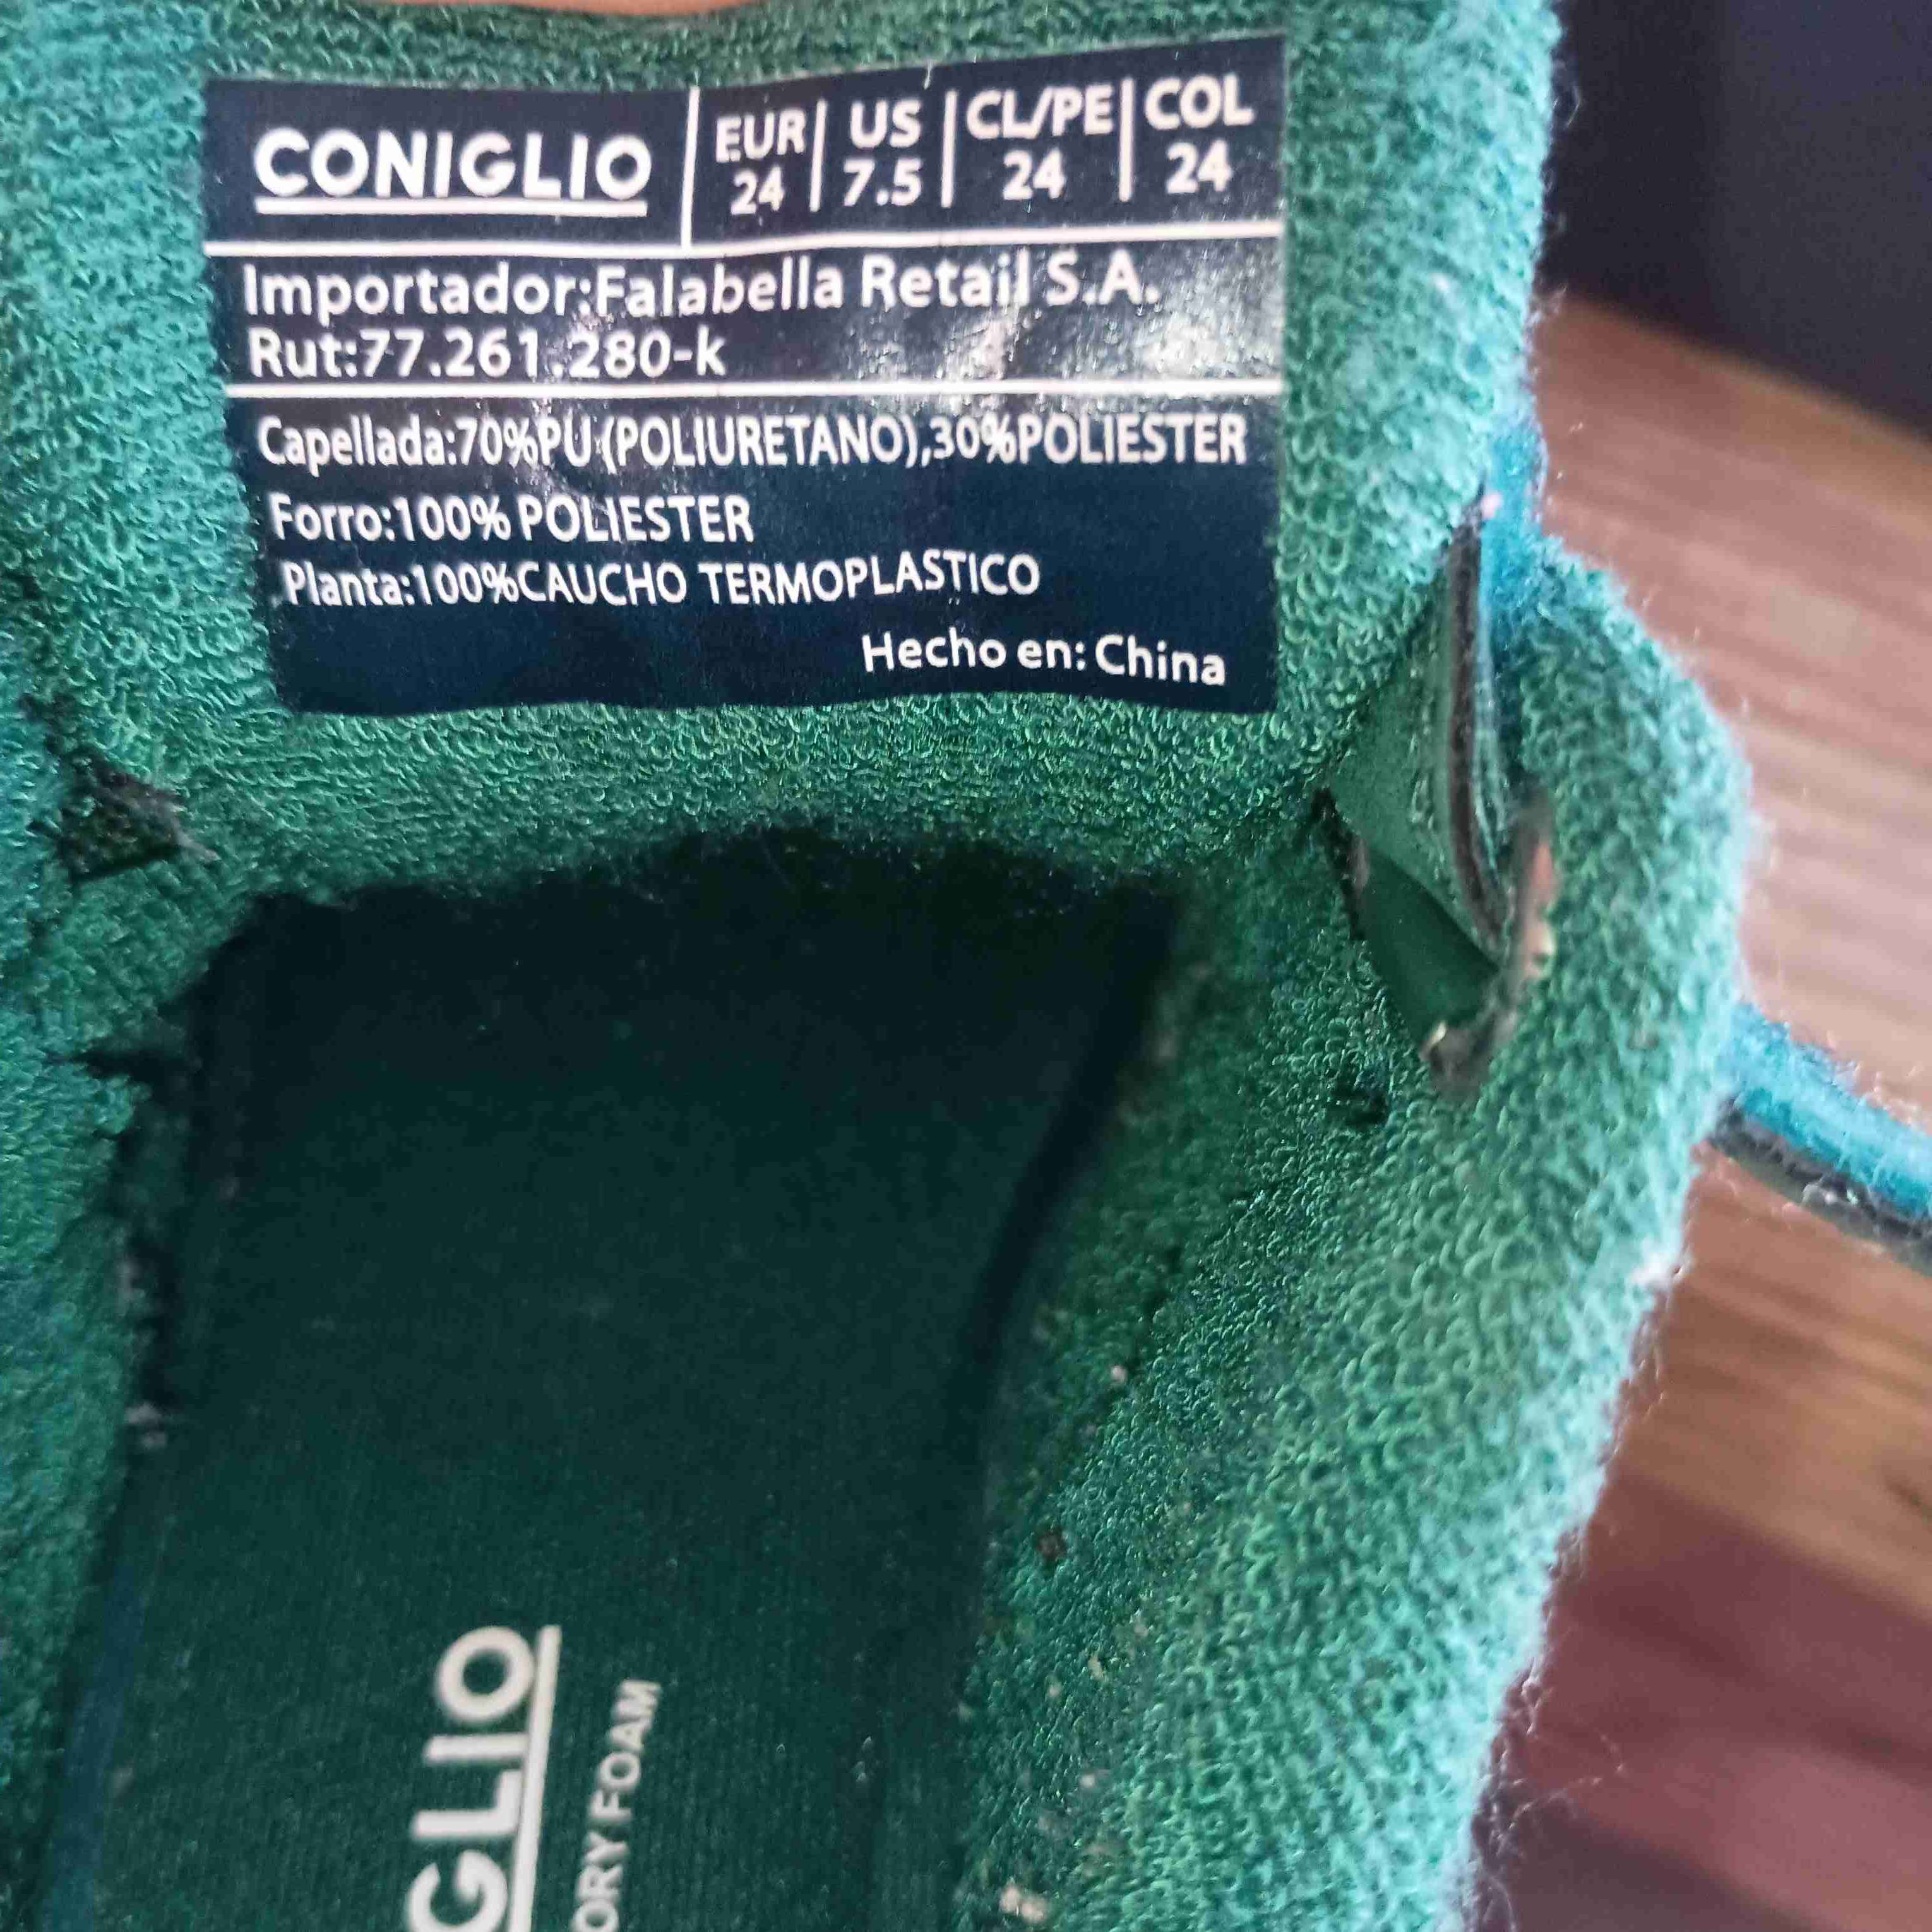 CONIGLIO
EUR US CL/PE COL
24 7.5 24 24
Importador:Falabella Retail S.A.
Rut:77.261.280-k
Capellada:70%PU (POLIURETANO),30%POLIESTER
Forro:100% POLIESTER
Planta:100%CAUCHO TERMOPLASTICO
Hecho en: China
GLIO
ORY FOAM